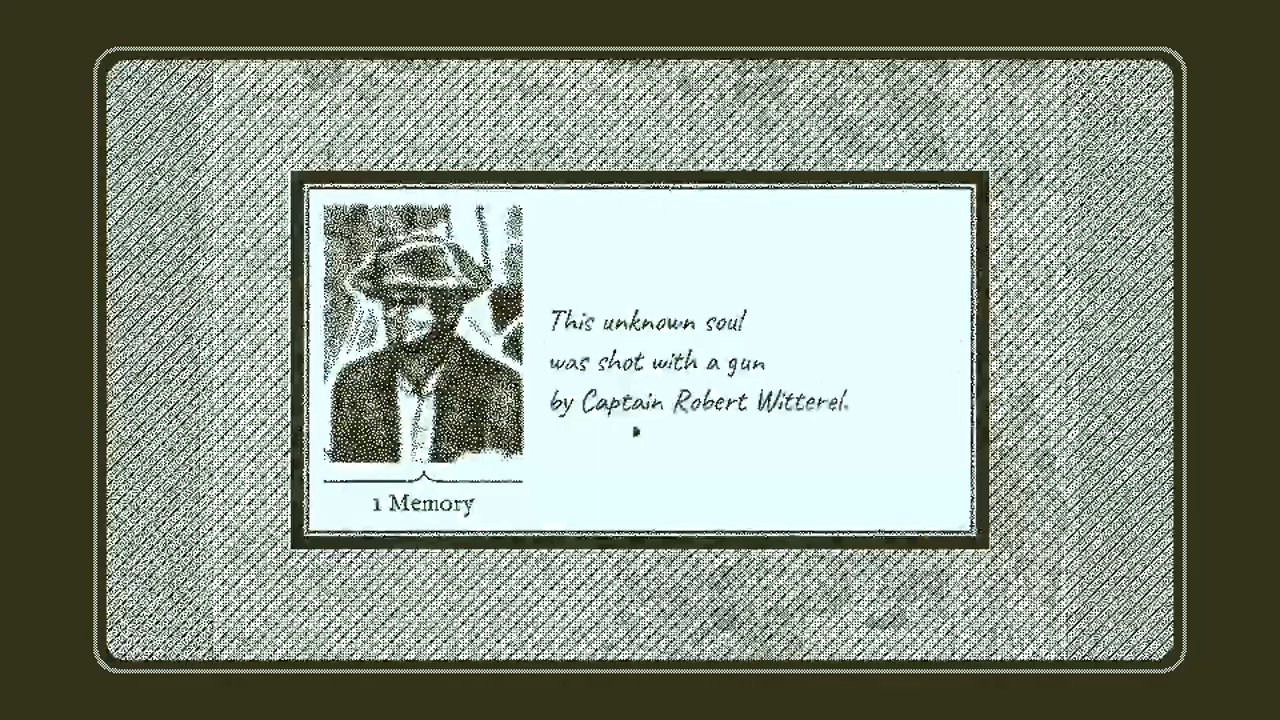 This unknown soul
was shot with a gun
by Captain Robert Witterel.
1 Memory